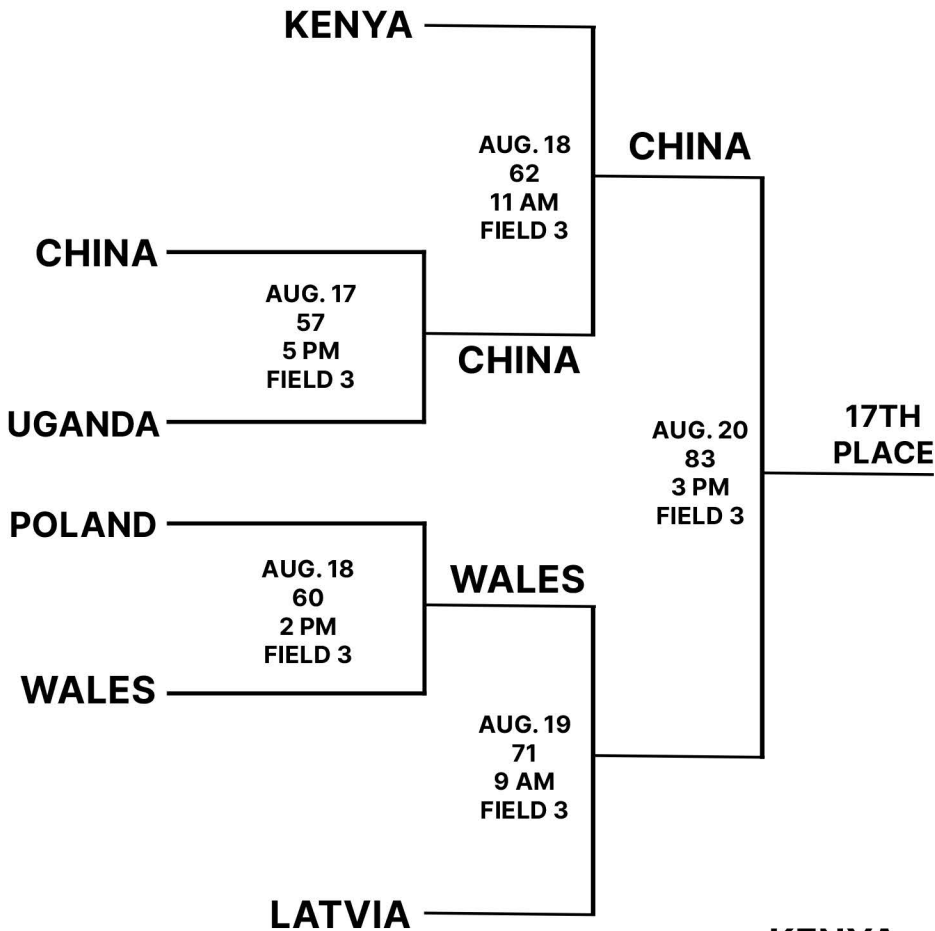 KENYA
AUG. 18
62
11 AM
FIELD 3
CHINA
CHINA
AUG. 17
57
5 PM
FIELD 3
CHINA
UGANDA
AUG. 20
83
3 PM
FIELD 3
17TH
PLACE
POLAND
AUG. 18
60
2 PM
FIELD 3
WALES
WALES
AUG. 19
71
9 AM
FIELD 3
LATVIA